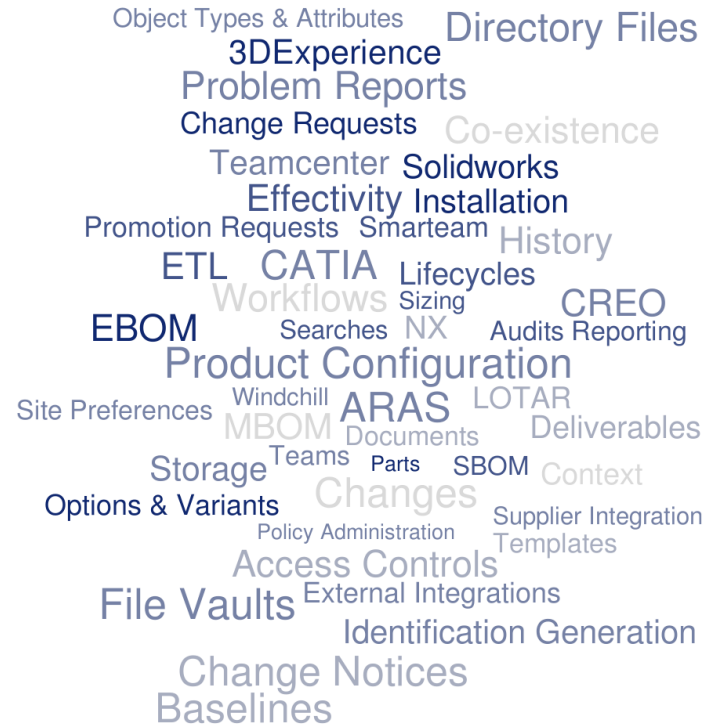 Object Types & Attributes
Directory Files
3DExperience
Problem Reports
Change Requests
Co-existence
Teamcenter
Solidworks
Effectivity
Installation
Promotion Requests
Smarteam
History
ETL
CATIA
Lifecycles
Workflows
Sizing
CREO
EBOM
Searches
NX
Audits Reporting
Product Configuration
Site Preferences
Windchill
ARAS
LOTAR
MBOM
Documents
Deliverables
Storage
Teams
Parts
SBOM
Context
Options & Variants
Changes
Supplier Integration
Policy Administration
Templates
Access Controls
File Vaults
External Integrations
Identification Generation
Change Notices
Baselines